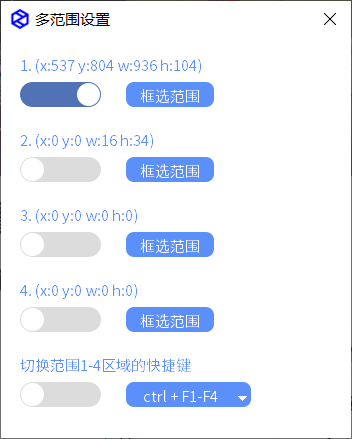 多范围设置
1. (x:537 y:804 w:936 h:104)
框选范围
2. (x:0 y:0 w:16 h:34)
框选范围
3. (x:0 y:0 w:0 h:0)
框选范围
4. (x:0 y:0 w:0 h:0)
框选范围
切换范围1-4区域的快捷键
ctrl + F1-F4